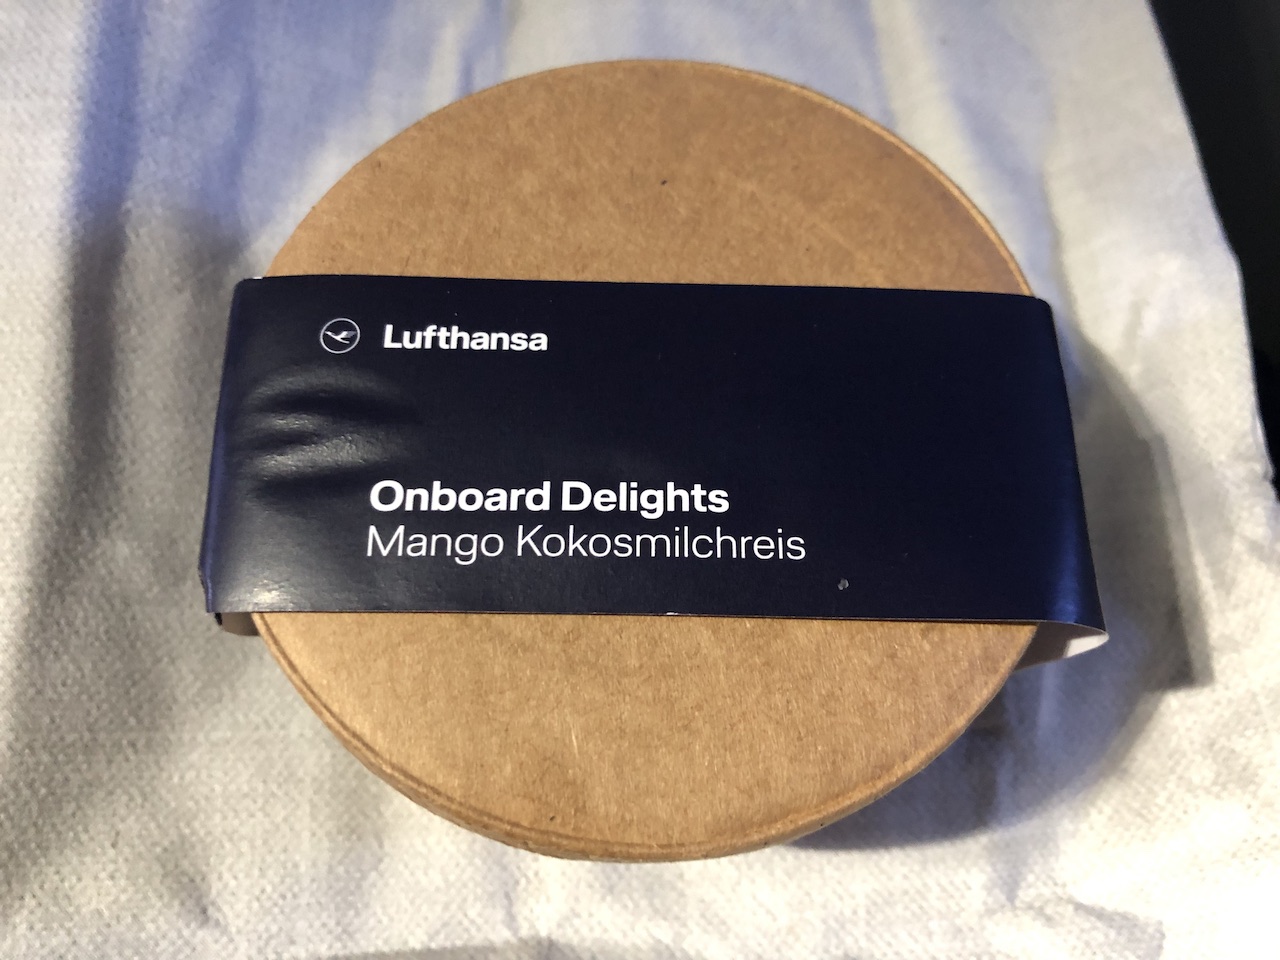 Lufthansa
Onboard Delights
Mango Kokosmilchreis